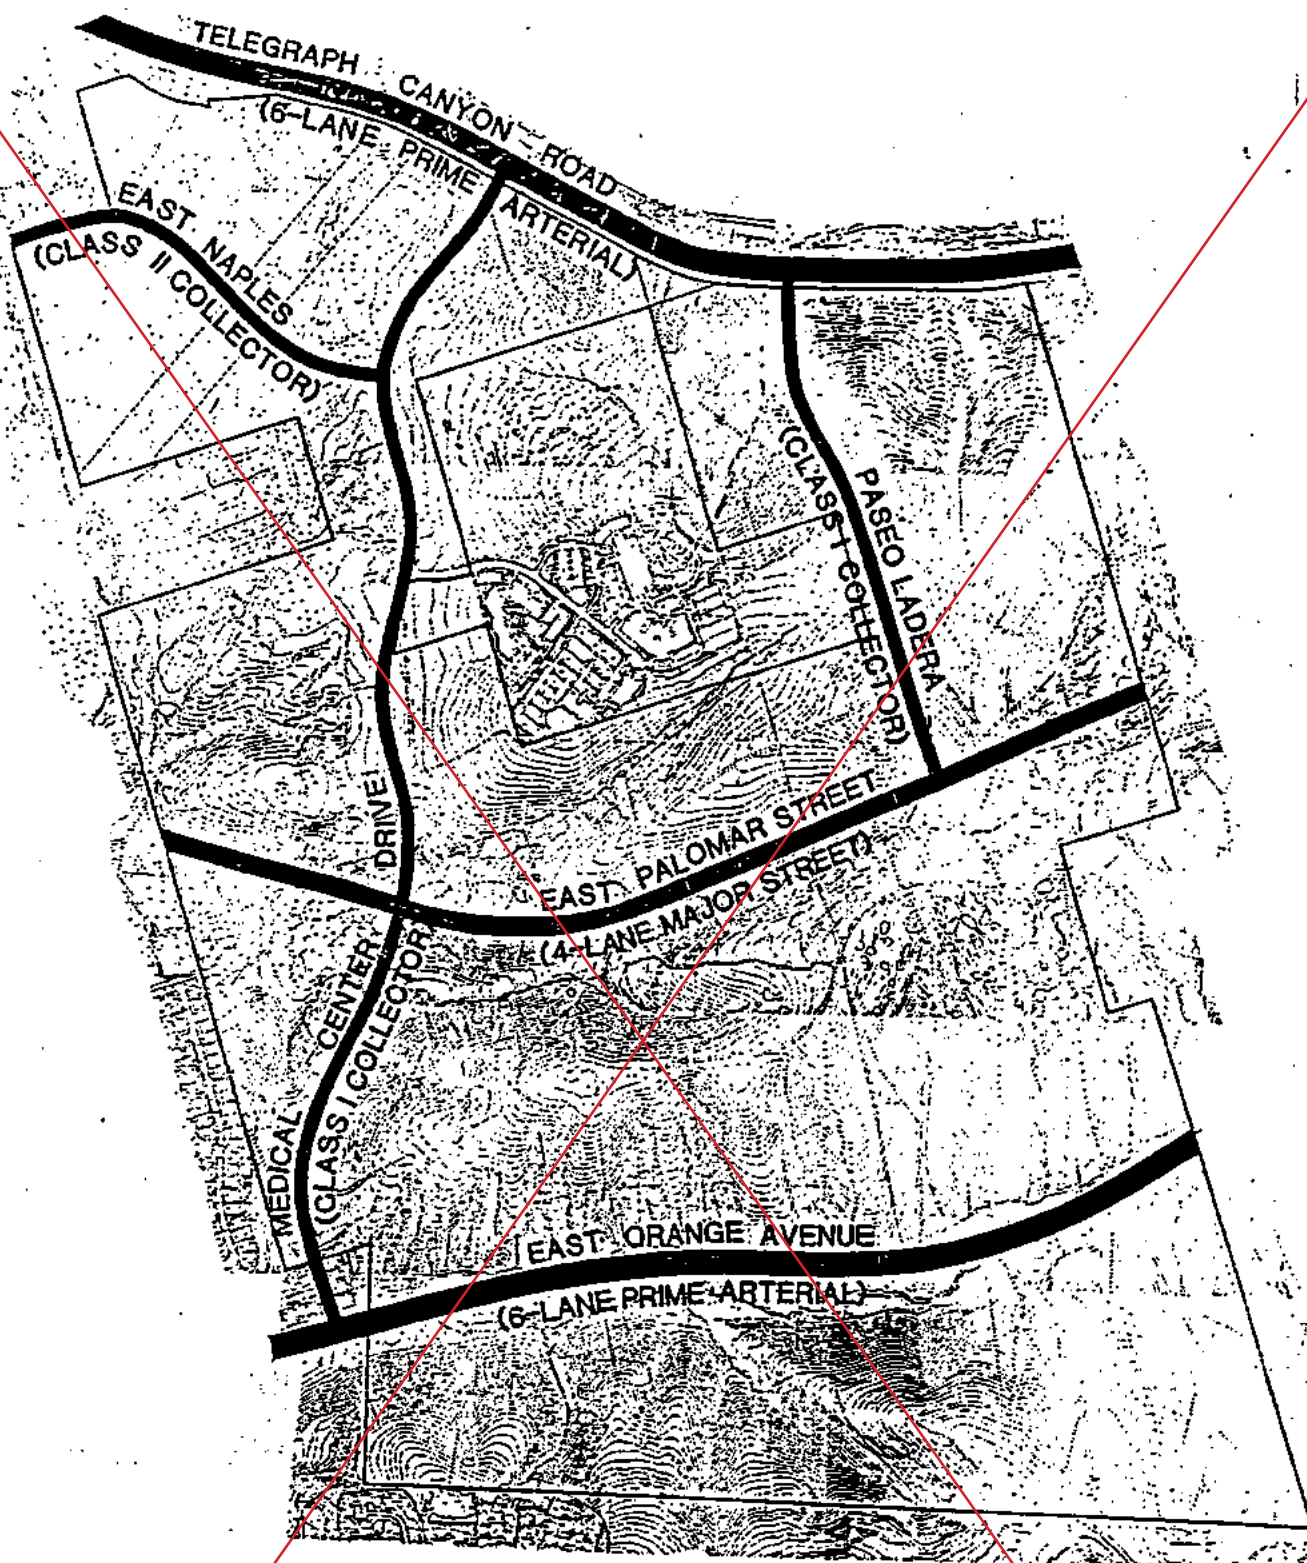 TELEGRAPH CANYON ROAD
(6-LANE PRIME ARTERIAL)
EAST NAPLES
(CLASS II COLLECTOR)
PASEO LADERA
(CLASS I COLLECTOR)
EAST PALOMAR STREET
(4-LANE MAJOR STREET)
MEDICAL CENTER DRIVE
(CLASS I COLLECTOR)
EAST ORANGE AVENUE
(6-LANE PRIME ARTERIAL)